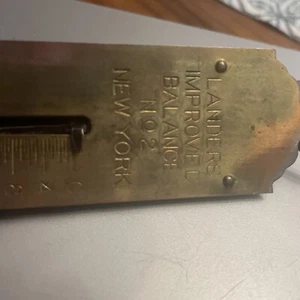 LANDERS
IMPROVED
BALANCE
NO 2
NEW YORK